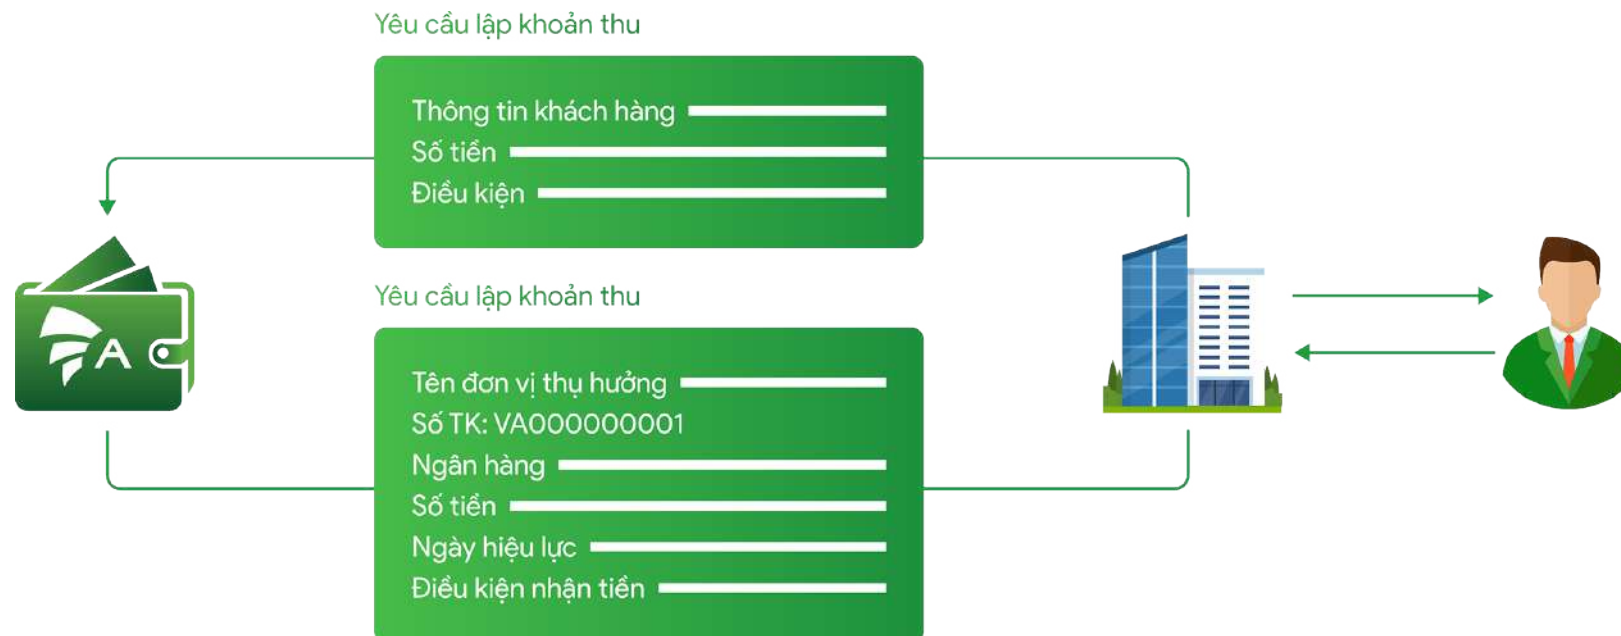 Yêu cầu lập khoản thu
Thông tin khách hàng
Số tiền
Điều kiện
A
Yêu cầu lập khoản thu
Tên đơn vị thụ hưởng
Số TK: VA000000001
Ngân hàng
Số tiền
Ngày hiệu lực
Điều kiện nhận tiền